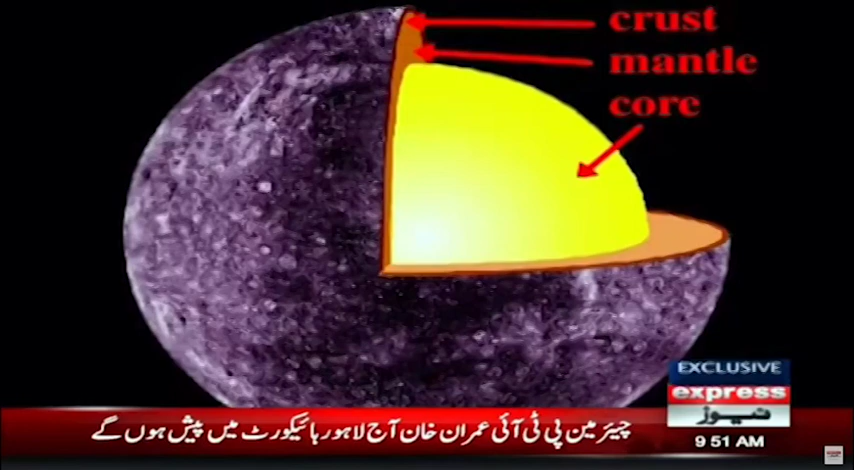 crust
mantle
core
EXCLUSIVE
express
نیوز
9 51 AM
چیئرمین پی ٹی آئی عمران خان آج لاہور ہائیکورٹ میں پیش ہوں گے